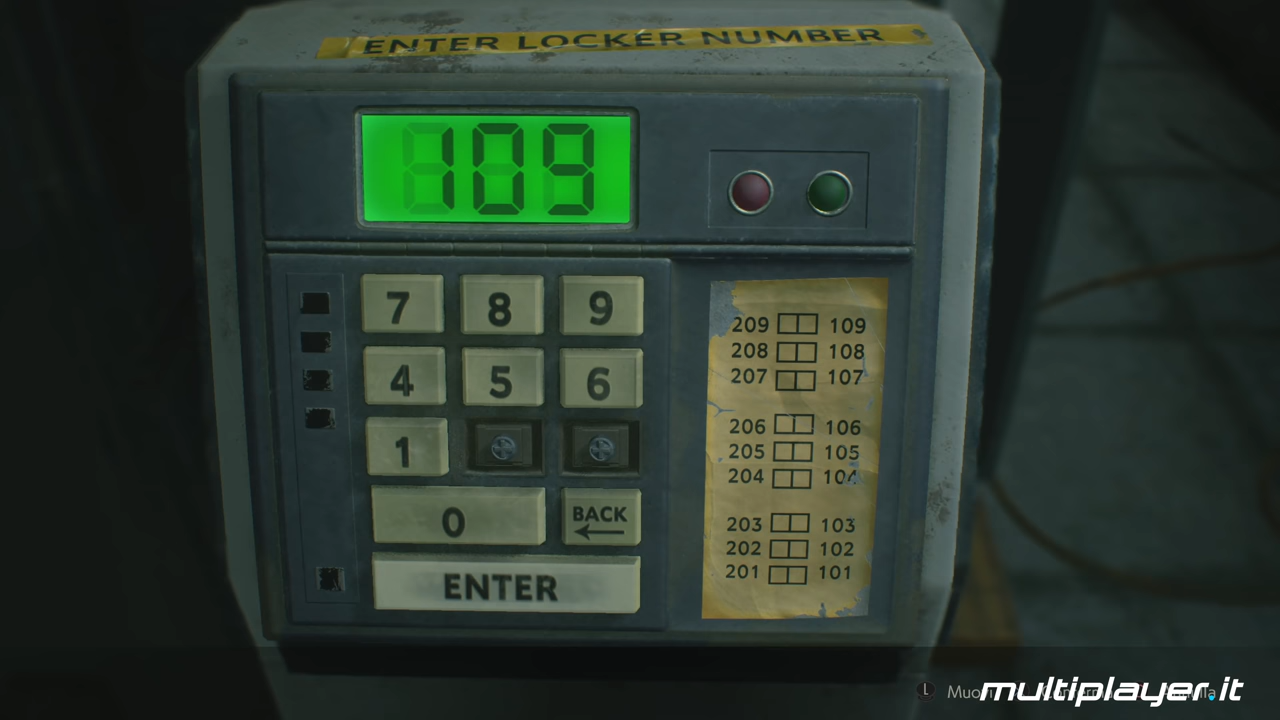 ENTER LOCKER NUMBER
109
7 8 9
4 5 6
1
0 BACK
ENTER
209 109
208 108
207 107
206 106
205 105
204 104
203 103
202 102
201 101
L
multiplayer.it